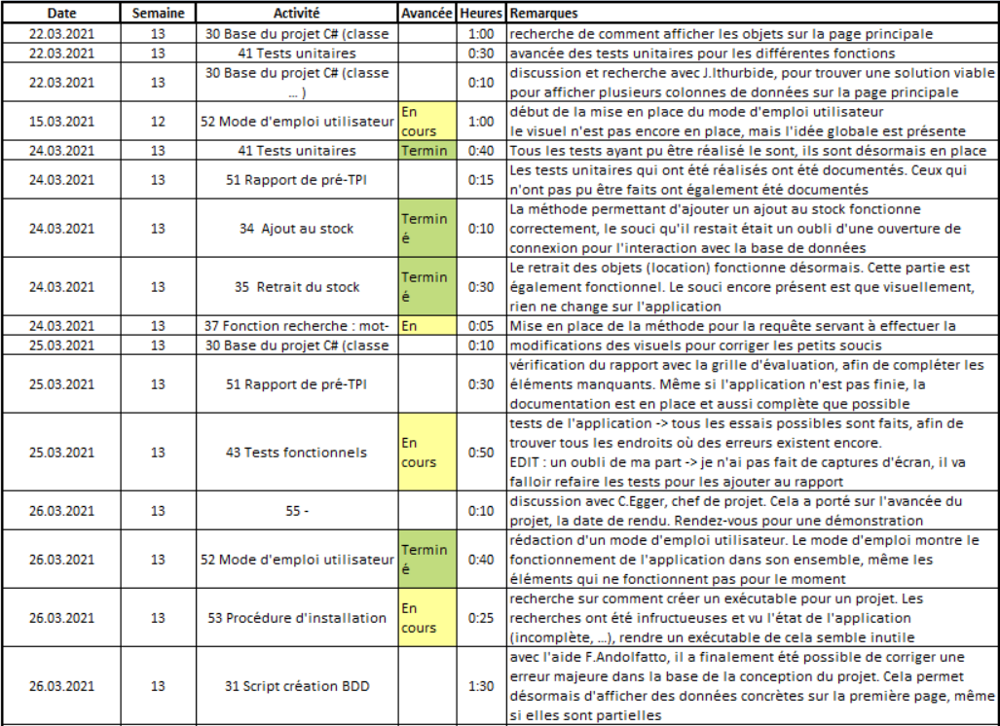 Date Semaine Activité Avancée Heures Remarques
22.03.2021 13 30 Base du projet C# (classe 1:00 recherche de comment afficher les objets sur la page principale
22.03.2021 13 41 Tests unitaires 0:30 avancée des tests unitaires pour les différentes fonctions
22.03.2021 13 30 Base du projet C# (classe
... ) 0:10 discussion et recherche avec J.Ithurbide, pour trouver une solution viable
pour afficher plusieurs colonnes de données sur la page principale
15.03.2021 12 52 Mode d'emploi utilisateur En
cours 1:00 début de la mise en place du mode d'emploi utilisateur
le visuel n'est pas encore en place, mais l'idée globale est présente
24.03.2021 13 41 Tests unitaires Termin 0:40 Tous les tests ayant pu être réalisé le sont, ils sont désormais en place
24.03.2021 13 51 Rapport de pré-TPI 0:15 Les tests unitaires qui ont été réalisés ont été documentés. Ceux qui
n'ont pas pu être faits ont également été documentés
24.03.2021 13 34 Ajout au stock Termin
é 0:10 La méthode permettant d'ajouter un ajout au stock fonctionne
correctement, le souci qu'il restait était un oubli d'une ouverture de
connexion pour l'interaction avec la base de données
24.03.2021 13 35 Retrait du stock Termin
é 0:30 Le retrait des objets (location) fonctionne désormais. Cette partie est
également fonctionnel. Le souci encore présent est que visuellement,
rien ne change sur l'application
24.03.2021 13 37 Fonction recherche : mot- En 0:05 Mise en place de la méthode pour la requête servant à effectuer la
25.03.2021 13 30 Base du projet C# (classe 0:10 modifications des visuels pour corriger les petits soucis
25.03.2021 13 51 Rapport de pré-TPI 0:30 vérification du rapport avec la grille d'évaluation, afin de compléter les
éléments manquants. Même si l'application n'est pas finie, la
documentation est en place et aussi complète que possible
25.03.2021 13 43 Tests fonctionnels En
cours 0:50 tests de l'application -> tous les essais possibles sont faits, afin de
trouver tous les endroits où des erreurs existent encore.
EDIT : un oubli de ma part -> je n'ai pas fait de captures d'écran, il va
falloir refaire les tests pour les ajouter au rapport
26.03.2021 13 55 - 0:10 discussion avec C.Egger, chef de projet. Cela a porté sur l'avancée du
projet, la date de rendu. Rendez-vous pour une démonstration
26.03.2021 13 52 Mode d'emploi utilisateur Termin
é 0:40 rédaction d'un mode d'emploi utilisateur. Le mode d'emploi montre le
fonctionnement de l'application dans son ensemble, même les
éléments qui ne fonctionnent pas pour le moment
26.03.2021 13 53 Procédure d'installation En
cours 0:25 recherche sur comment créer un exécutable pour un projet. Les
recherches ont été infructueuses et vu l'état de l'application
(incomplète, ...), rendre un exécutable de cela semble inutile
26.03.2021 13 31 Script création BDD 1:30 avec l'aide F.Andolfatto, il a finalement été possible de corriger une
erreur majeure dans la base de la conception du projet. Cela permet
désormais d'afficher des données concrètes sur la première page, même
si elles sont partielles